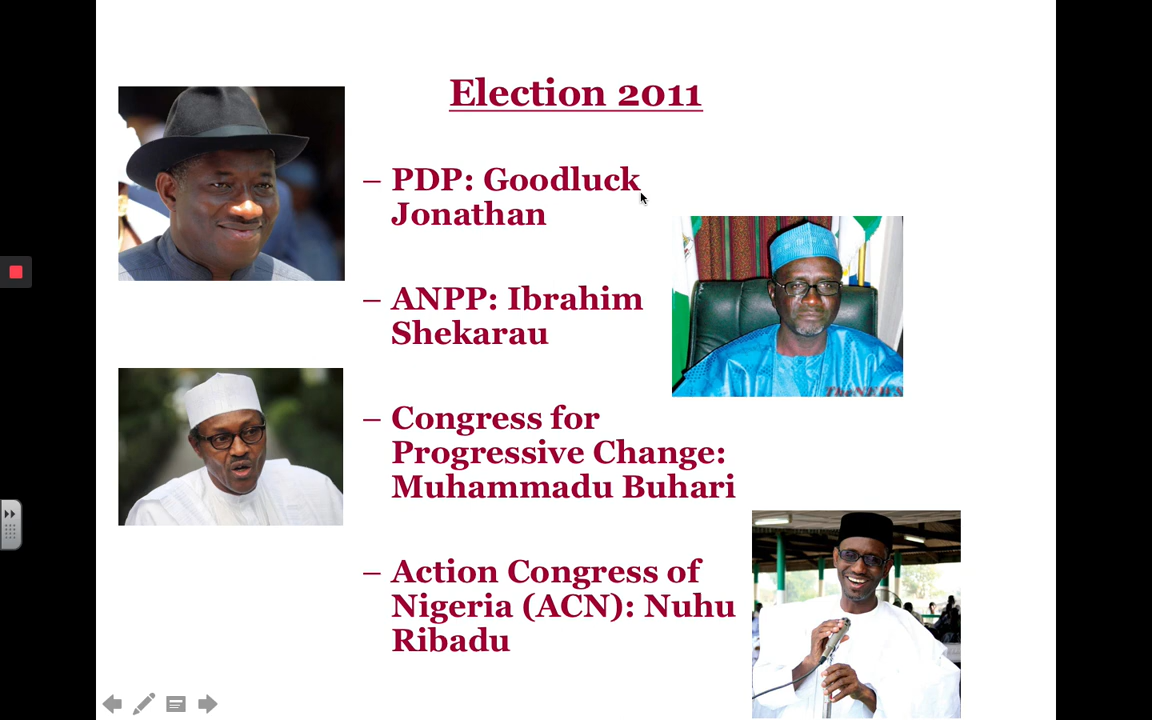 Election 2011
– PDP: Goodluck
Jonathan
– ANPP: Ibrahim
Shekarau
– Congress for
Progressive Change:
Muhammadu Buhari
– Action Congress of
Nigeria (ACN): Nuhu
Ribadu
TheNEWS